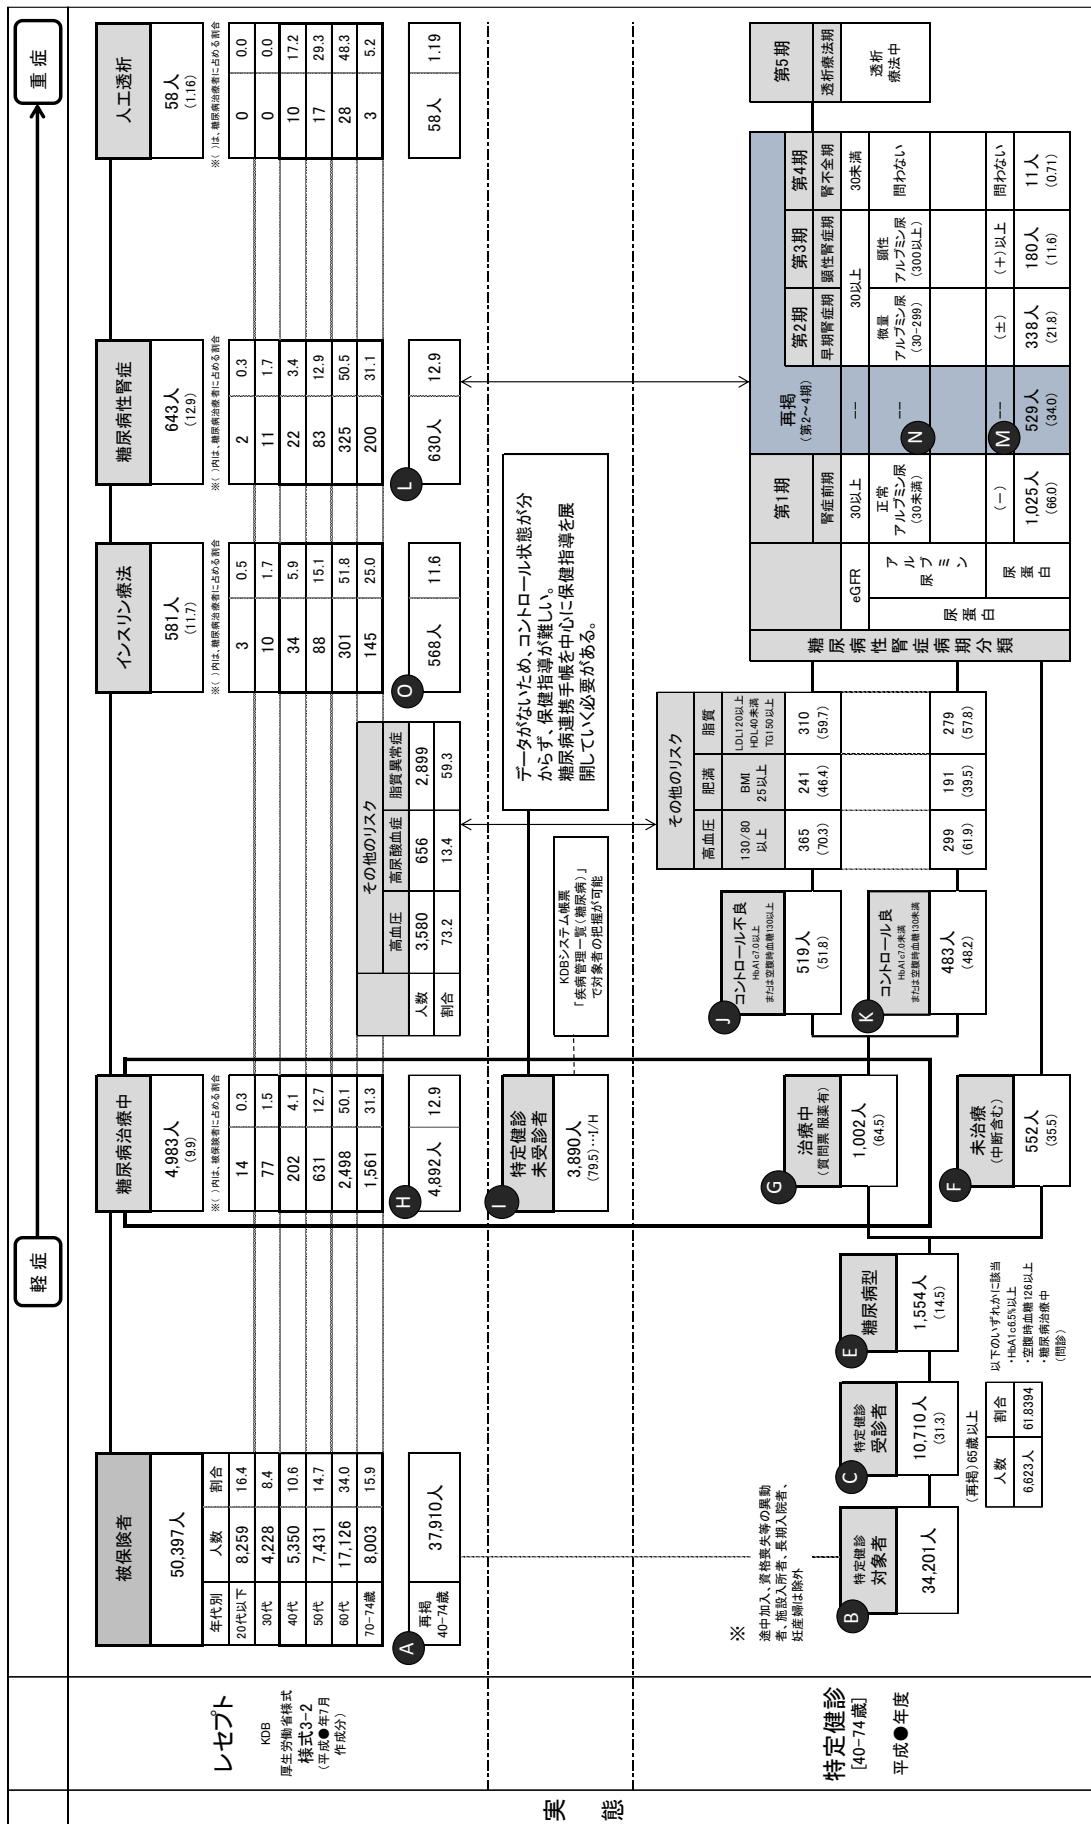 軽症
重症
実態
レセプト
KDB
厚生労働省様式
様式3-2
(平成●年7月
作成分)
被保険者
50,397人
年代別 人数 割合
20代以下 8,259 16.4
30代 4,228 8.4
40代 5,350 10.6
50代 7,431 14.7
60代 17,126 34.0
70-74歳 8,003 15.9
A
再掲
40-74歳
37,910人
糖尿病治療中
4,983人
(9.9)
※( )内は、被保険者に占める割合
14 0.3
77 1.5
202 4.1
631 12.7
2,498 50.1
1,561 31.3
H
4,892人 12.9
その他のリスク
高血圧 高尿酸血症 脂質異常症
人数 3,580 656 2,899
割合 73.2 13.4 59.3
インスリン療法
581人
(11.7)
※( )内は、糖尿病治療者に占める割合
3 0.5
10 1.7
34 5.9
88 15.1
301 51.8
145 25.0
O
568人 11.6
糖尿病性腎症
643人
(12.9)
※( )内は、糖尿病治療者に占める割合
2 0.3
11 1.7
22 3.4
83 12.9
325 50.5
200 31.1
L
630人 12.9
人工透析
58人
(1.16)
※( )は、糖尿病治療者に占める割合
0 0.0
0 0.0
10 17.2
17 29.3
28 48.3
3 5.2
58人 1.19
I
特定健診
未受診者
3,890人
(79.5)…I/H
KDBシステム帳票
「疾病管理一覧(糖尿病)」
で対象者の把握が可能
データがないため、コントロール状態が分
からず、保健指導が難しい。
糖尿病連携手帳を中心に保健指導を展
開していく必要がある。
特定健診
[40-74歳]
平成●年度
※
途中加入、資格喪失等の異動
者、施設入所者、長期入院者、
妊産婦は除外
B
特定健診
対象者
34,201人
C
特定健診
受診者
10,710人
(31.3)
(再掲)65歳以上
人数 割合
6,623人 61.8394
E
糖尿病型
1,554人
(14.5)
以下のいずれかに該当
・HbA1c6.5%以上
・空腹時血糖126以上
・糖尿病治療中
(問診)
G
治療中
(質問票 服薬有)
1,002人
(64.5)
F
未治療
(中断含む)
552人
(35.5)
J
コントロール不良
HbA1c7.0以上
または空腹時血糖130以上
519人
(51.8)
K
コントロール良
HbA1c7.0未満
または空腹時血糖130未満
483人
(48.2)
その他のリスク
高血圧 肥満 脂質
130/80
以上
BMI
25以上
LDL120以上
HDL40未満
TG150以上
365
(70.3)
241
(46.4)
310
(59.7)
299
(61.9)
191
(39.5)
279
(57.8)
糖尿病性腎症病期分類
第1期
再掲
(第2～4期)
第2期 第3期 第4期 第5期
腎症前期 早期腎症期 顕性腎症期 腎不全期 透析療法期
eGFR 30以上 -- 30以上 30未満
透析
療法中
尿蛋白
尿アルブミン
正常
アルブミン尿
(30未満)
--
微量
アルブミン尿
(30-299)
顕性
アルブミン尿
(300以上)
問わない
N
尿蛋白
(－) -- (±) (＋)以上 問わない
M
1,025人
(66.0)
529人
(34.0)
338人
(21.8)
180人
(11.6)
11人
(0.71)